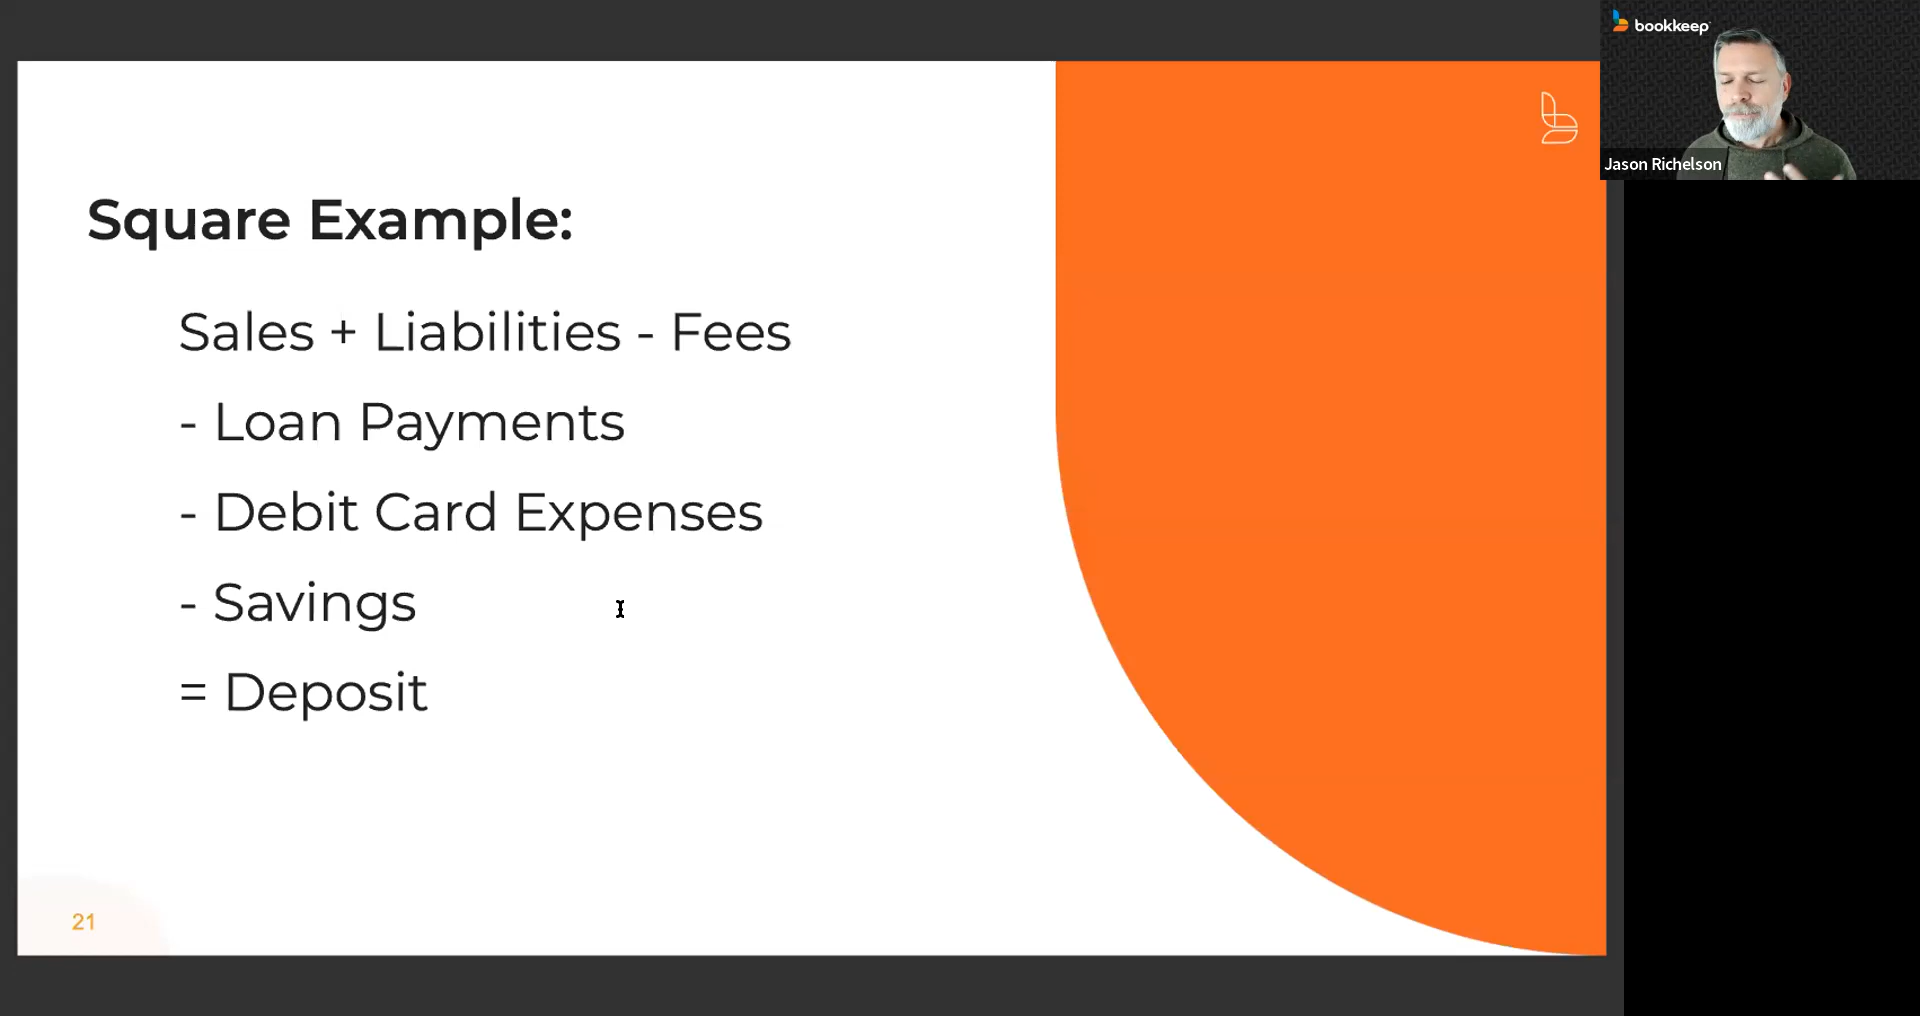 bookkeep
Jason Richelson
Square Example:
Sales + Liabilities - Fees
- Loan Payments
- Debit Card Expenses
- Savings
= Deposit
21